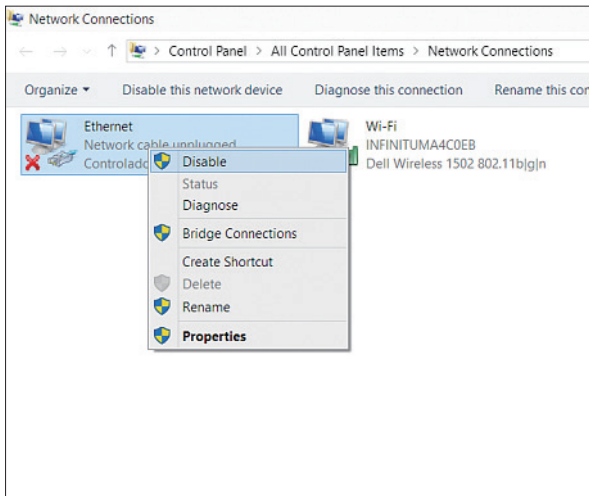 Network Connections
Control Panel > All Control Panel Items > Network Connections
Organize Disable this network device Diagnose this connection Rename this con
Ethernet
Network cable unplugged
Controlado
Wi-Fi
INFINITUMA4C0EB
Dell Wireless 1502 802.11b|g|n
Disable
Status
Diagnose
Bridge Connections
Create Shortcut
Delete
Rename
Properties